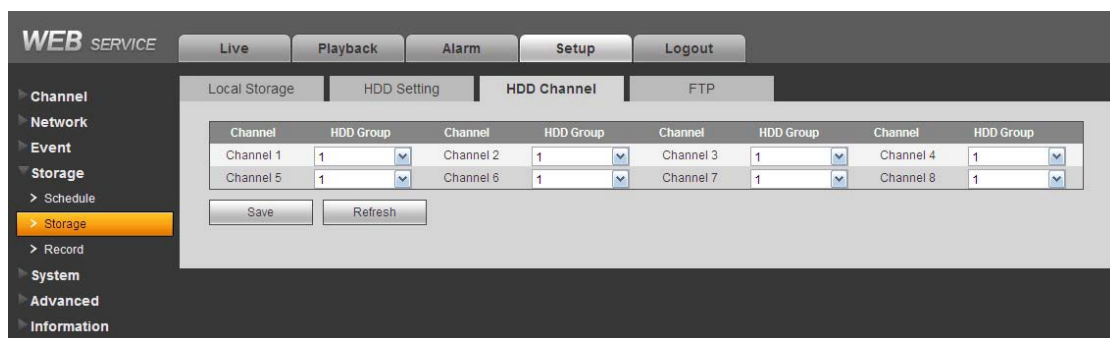 WEB SERVICE
Live Playback Alarm Setup Logout
Local Storage HDD Setting HDD Channel FTP
Channel
Network
Event
Storage
> Schedule
> Storage
> Record
System
Advanced
Information
Channel HDD Group Channel HDD Group Channel HDD Group Channel HDD Group
Channel 1 1 Channel 2 1 Channel 3 1 Channel 4 1
Channel 5 1 Channel 6 1 Channel 7 1 Channel 8 1
Save Refresh